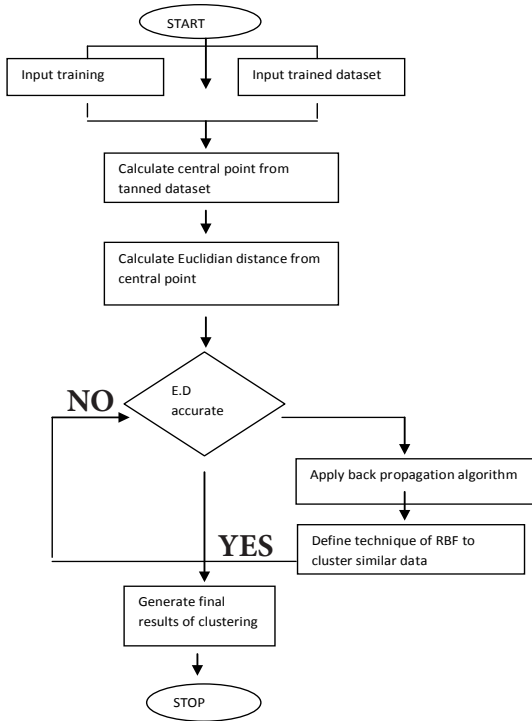 START
Input training
Input trained dataset
Calculate central point from
tanned dataset
Calculate Euclidian distance from
central point
E.D
accurate
NO
Apply back propagation algorithm
YES
Define technique of RBF to
cluster similar data
Generate final
results of clustering
STOP